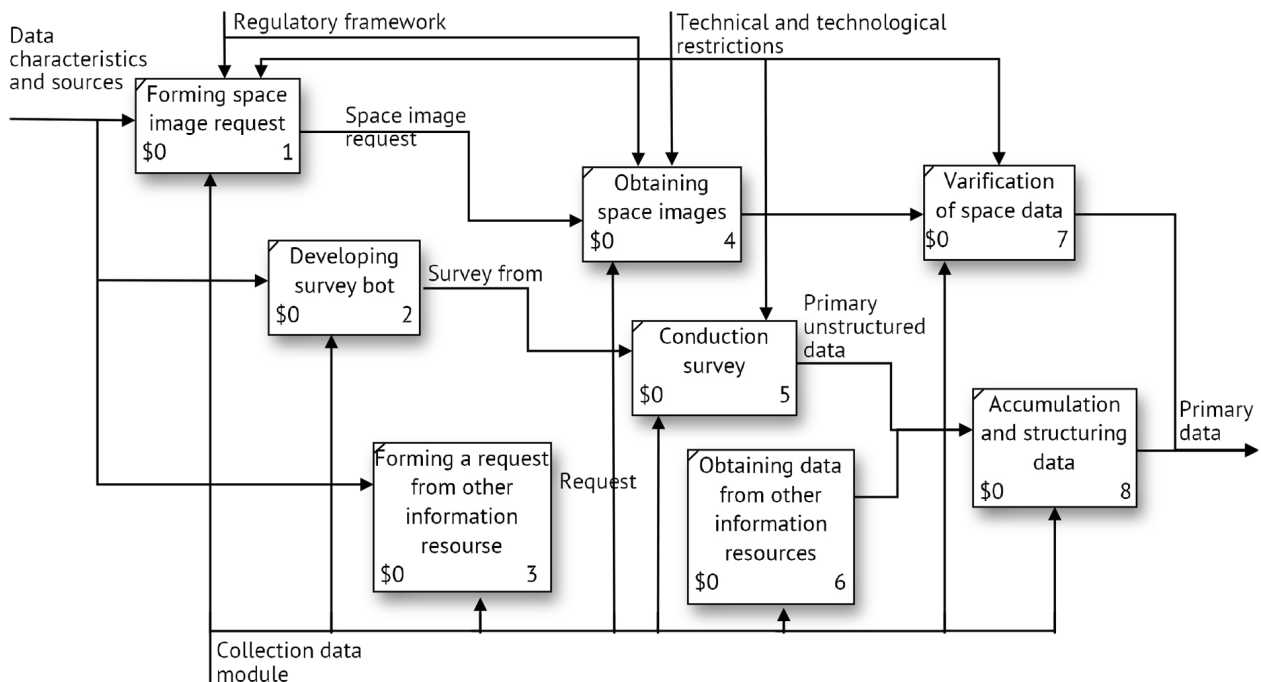 Data
characteristics
and sources
Regulatory framework
Technical and technological
restrictions
Forming space
image request
$0 1
Space image
request
Obtaining
space images
$0 4
Varification
of space data
$0 7
Developing
survey bot
$0 2
Survey from
Conduction
survey
$0 5
Primary
unstructured
data
Accumulation
and structuring
data
$0 8
Primary
data
Forming a request
from other
information
resourse
$0 3
Request
Obtaining data
from other
information
resources
$0 6
Collection data
module